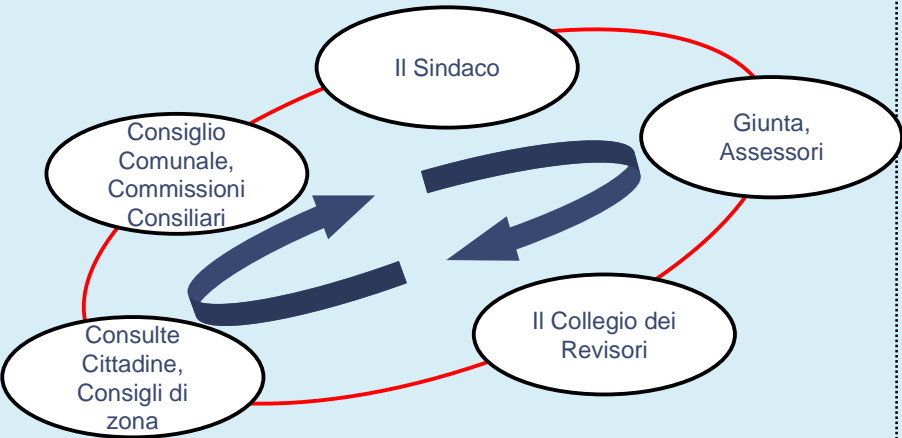 Il Sindaco
Giunta,
Assessori
Consiglio
Comunale,
Commissioni
Consiliari
Il Collegio dei
Revisori
Consulte
Cittadine,
Consigli di
zona